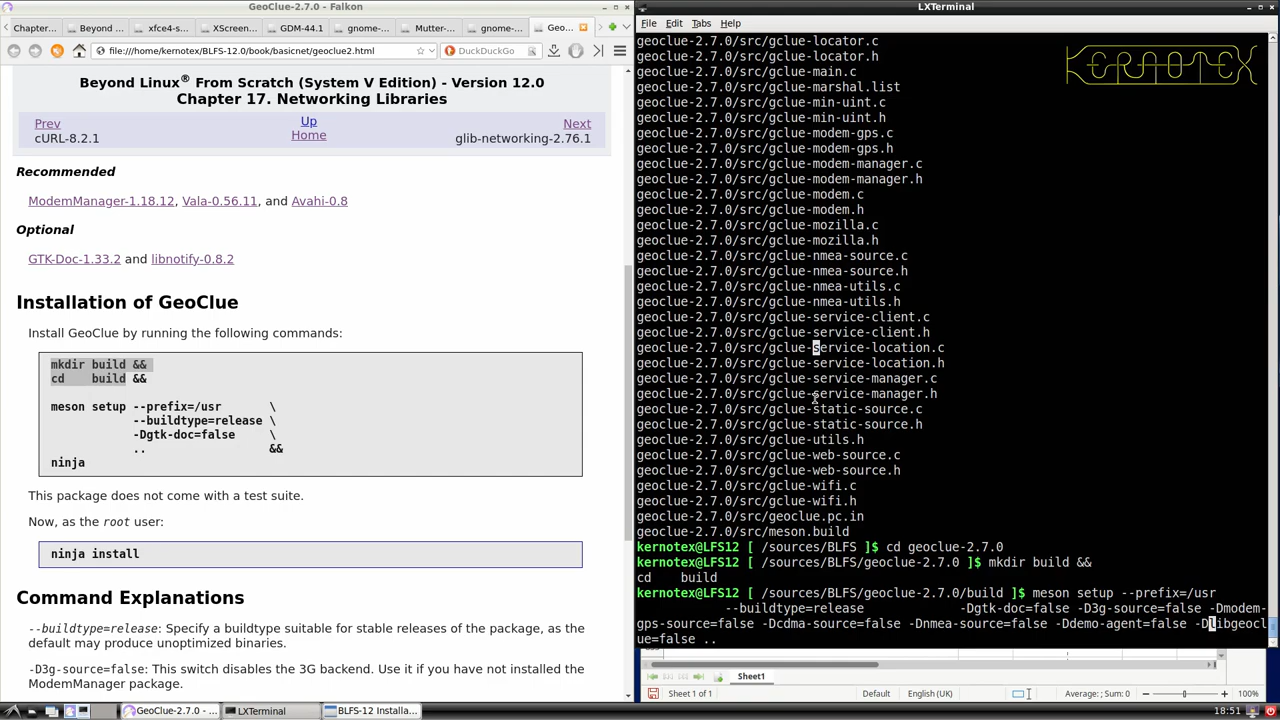 GeoClue-2.7.0 - Falkon
Chapter...
xfce4-s...
XScreen...
GDM-44.1
gnome-...
Mutter-...
gnome-...
Geo...
file:///home/kernotex/BLFS-12.0/book/basicnet/geoclue2.html
DuckDuckGo
Beyond Linux® From Scratch (System V Edition) - Version 12.0
Chapter 17. Networking Libraries
Prev
Up
Next
cURL-8.2.1
Home
glib-networking-2.76.1
Recommended
ModemManager-1.18.12, Vala-0.56.11, and Avahi-0.8
Optional
GTK-Doc-1.33.2 and libnotify-0.8.2
Installation of GeoClue
Install GeoClue by running the following commands:
mkdir build &&
cd    build &&
meson setup --prefix=/usr       \
            --buildtype=release \
            -Dgtk-doc=false     \
            ..                  &&
ninja
This package does not come with a test suite.
Now, as the root user:
ninja install
Command Explanations
--buildtype=release: Specify a buildtype suitable for stable releases of the package, as the
default may produce unoptimized binaries.
-D3g-source=false: This switch disables the 3G backend. Use it if you have not installed the
ModemManager package.
LXTerminal
File Edit Tabs Help
KERNOTEX
geoclue-2.7.0/src/gclue-locator.c
geoclue-2.7.0/src/gclue-locator.h
geoclue-2.7.0/src/gclue-main.c
geoclue-2.7.0/src/gclue-marshal.list
geoclue-2.7.0/src/gclue-min-uint.c
geoclue-2.7.0/src/gclue-min-uint.h
geoclue-2.7.0/src/gclue-modem-gps.c
geoclue-2.7.0/src/gclue-modem-gps.h
geoclue-2.7.0/src/gclue-modem-manager.c
geoclue-2.7.0/src/gclue-modem-manager.h
geoclue-2.7.0/src/gclue-modem.c
geoclue-2.7.0/src/gclue-modem.h
geoclue-2.7.0/src/gclue-mozilla.c
geoclue-2.7.0/src/gclue-mozilla.h
geoclue-2.7.0/src/gclue-nmea-source.c
geoclue-2.7.0/src/gclue-nmea-source.h
geoclue-2.7.0/src/gclue-nmea-utils.c
geoclue-2.7.0/src/gclue-nmea-utils.h
geoclue-2.7.0/src/gclue-service-client.c
geoclue-2.7.0/src/gclue-service-client.h
geoclue-2.7.0/src/gclue-service-location.c
geoclue-2.7.0/src/gclue-service-location.h
geoclue-2.7.0/src/gclue-service-manager.c
geoclue-2.7.0/src/gclue-service-manager.h
geoclue-2.7.0/src/gclue-static-source.c
geoclue-2.7.0/src/gclue-static-source.h
geoclue-2.7.0/src/gclue-utils.h
geoclue-2.7.0/src/gclue-web-source.c
geoclue-2.7.0/src/gclue-web-source.h
geoclue-2.7.0/src/gclue-wifi.c
geoclue-2.7.0/src/gclue-wifi.h
geoclue-2.7.0/src/geoclue.pc.in
geoclue-2.7.0/src/meson.build
kernotex@LFS12 [ /sources/BLFS ]$ cd geoclue-2.7.0
kernotex@LFS12 [ /sources/BLFS/geoclue-2.7.0 ]$ mkdir build &&
cd    build
kernotex@LFS12 [ /sources/BLFS/geoclue-2.7.0/build ]$ meson setup --prefix=/usr
            --buildtype=release             -Dgtk-doc=false -D3g-source=false -Dmodem-
gps-source=false -Dcdma-source=false -Dnmea-source=false -Ddemo-agent=false -Dlibgeocl
ue=false ..
Sheet1
Sheet 1 of 1
Default
English (UK)
Average: ; Sum: 0
100%
GeoClue-2.7.0 - ...
LXTerminal
BLFS-12 Installa...
18:51